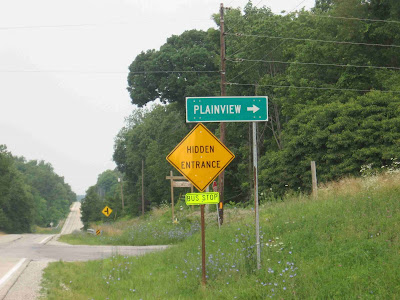 PLAINVIEW
HIDDEN
ENTRANCE
BUS STOP